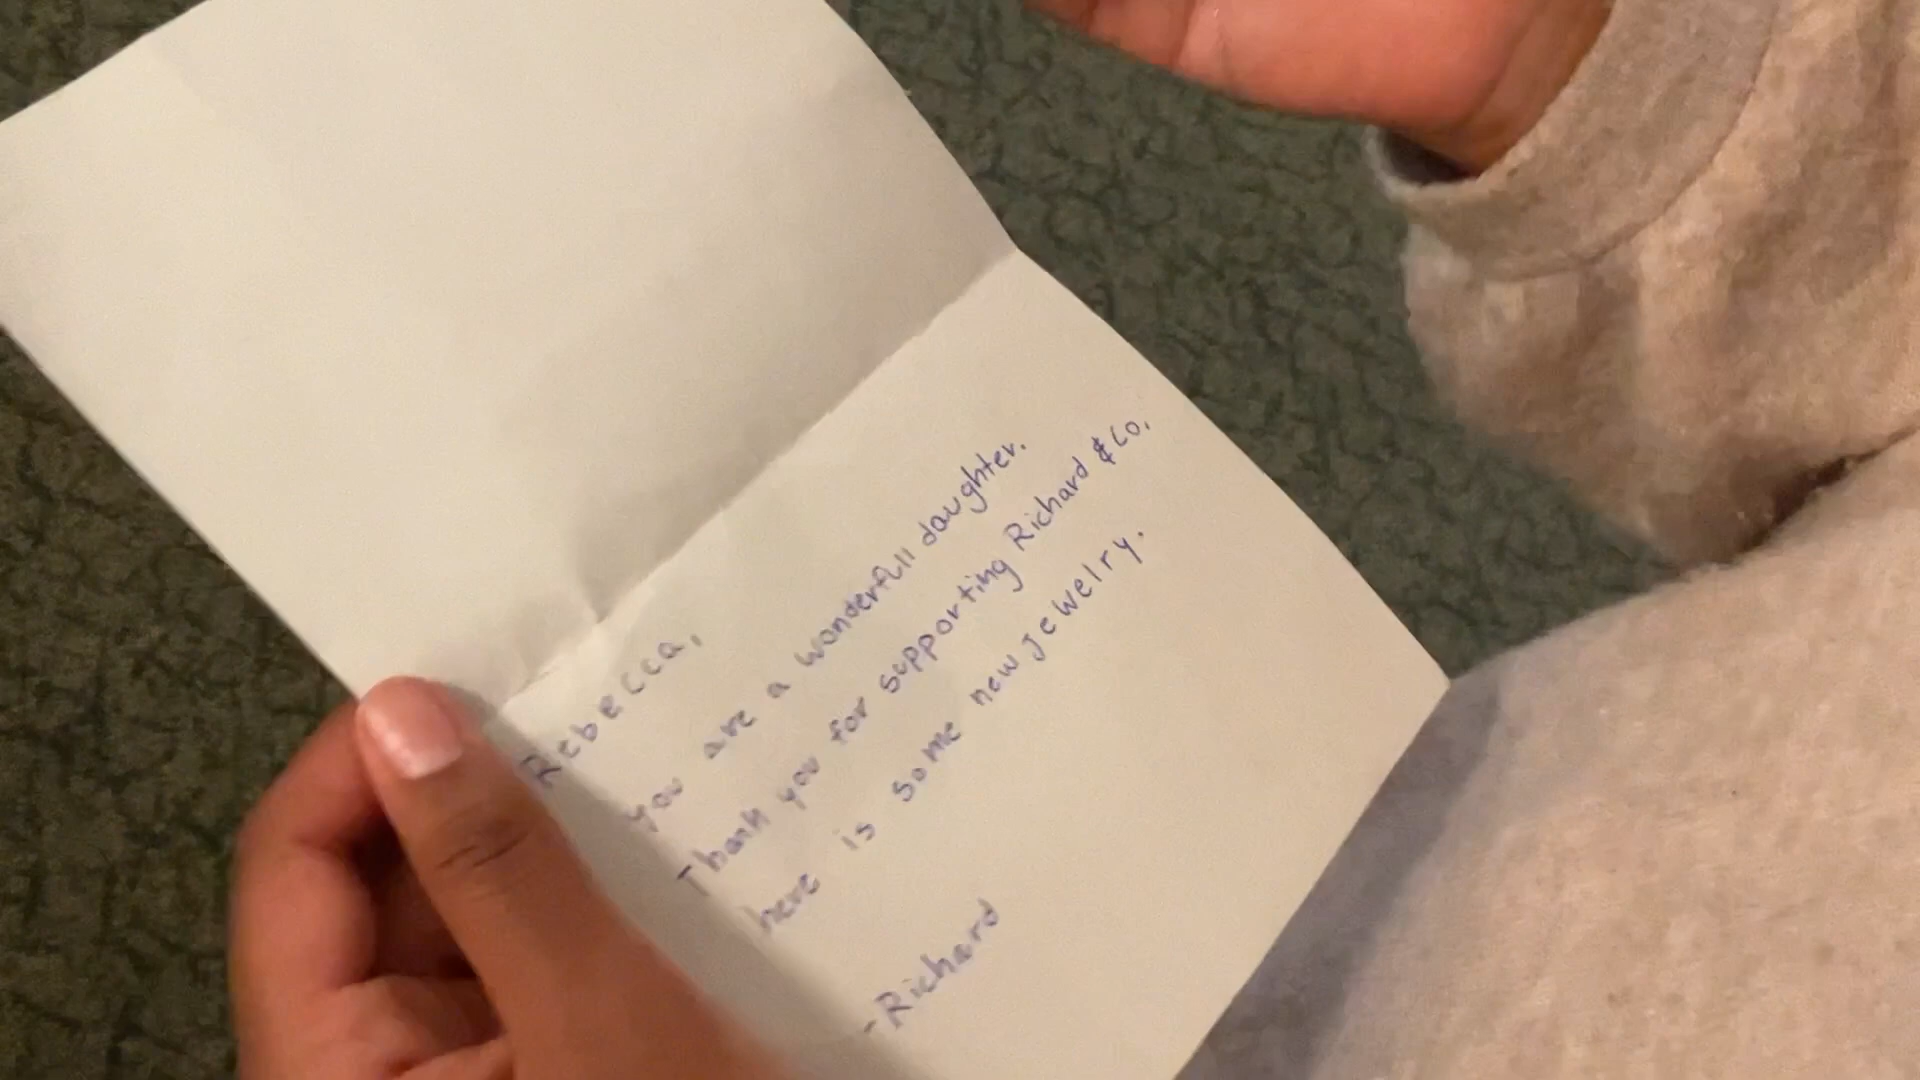 Rebecca,
you are a wonderfull daughter.
Thank you for supporting Richard & Co.
here is some new jewelry.
-Richard